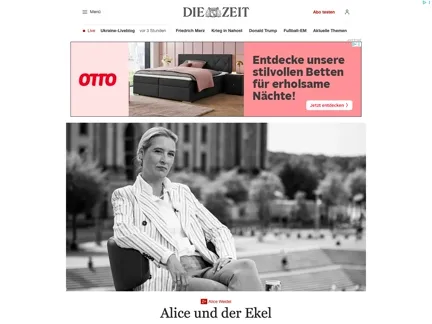 Menü
DIE ZEIT
Abo testen
Live
Ukraine-Liveblog vor 3 Stunden
Friedrich Merz
Krieg in Nahost
Donald Trump
Fußball-EM
Aktuelle Themen
OTTO
Entdecke unsere
stilvollen Betten
für erholsame
Nächte!
Jetzt entdecken
Z+
Alice Weidel
Alice und der Ekel